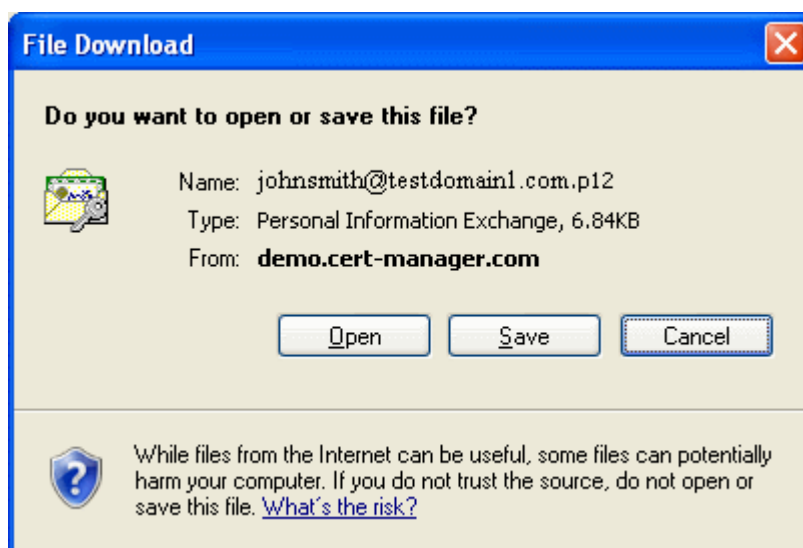 File Download
Do you want to open or save this file?
Name: johnsmith@testdomain1.com.p12
Type: Personal Information Exchange, 6.84KB
From: demo.cert-manager.com
Open Save Cancel
While files from the Internet can be useful, some files can potentially
harm your computer. If you do not trust the source, do not open or
save this file. What's the risk?